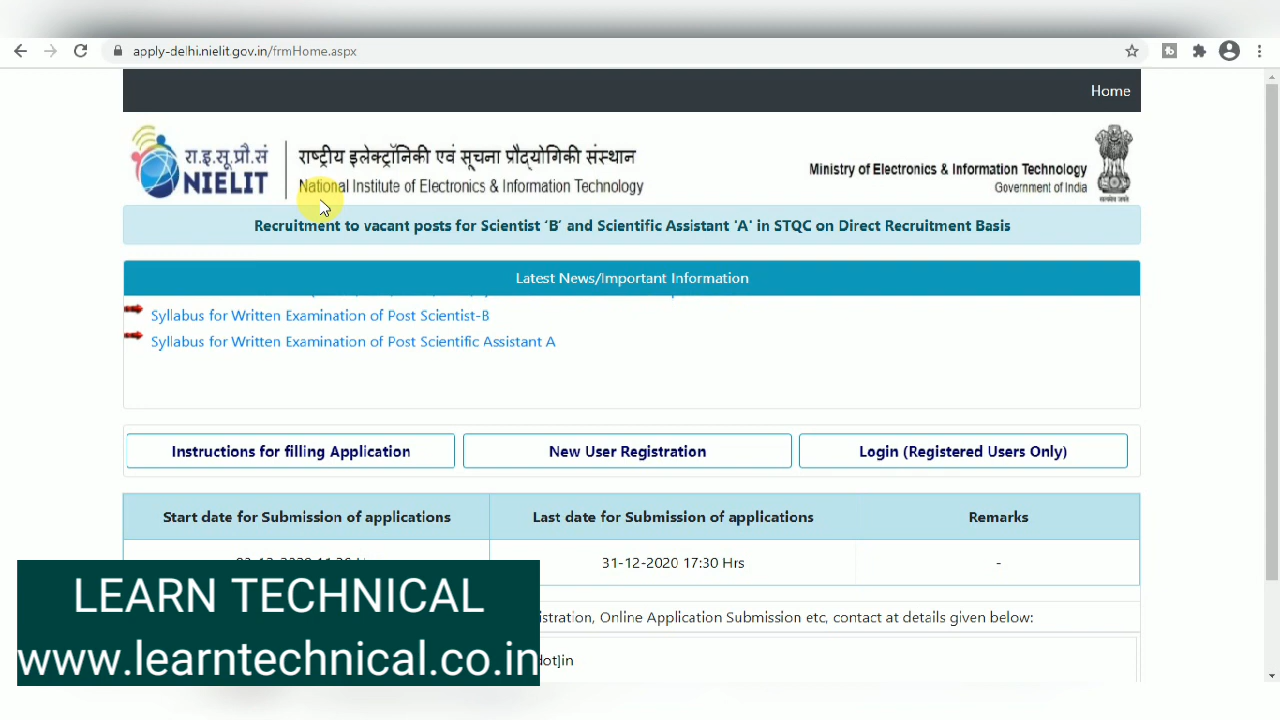 apply-delhi.nielit.gov.in/frmHome.aspx
Home
रा.इ.सू.प्रौ.सं
NIELIT
राष्ट्रीय इलेक्ट्रॉनिकी एवं सूचना प्रौद्योगिकी संस्थान
National Institute of Electronics & Information Technology
Ministry of Electronics & Information Technology
Government of India
Recruitment to vacant posts for Scientist 'B' and Scientific Assistant 'A' in STQC on Direct Recruitment Basis
Latest News/Important Information
Syllabus for Written Examination of Post Scientist-B
Syllabus for Written Examination of Post Scientific Assistant A
Instructions for filling Application
New User Registration
Login (Registered Users Only)
Start date for Submission of applications
Last date for Submission of applications
Remarks
31-12-2020 17:30 Hrs
-
Online Application Submission etc, contact at details given below:
LEARN TECHNICAL
www.learntechnical.co.in